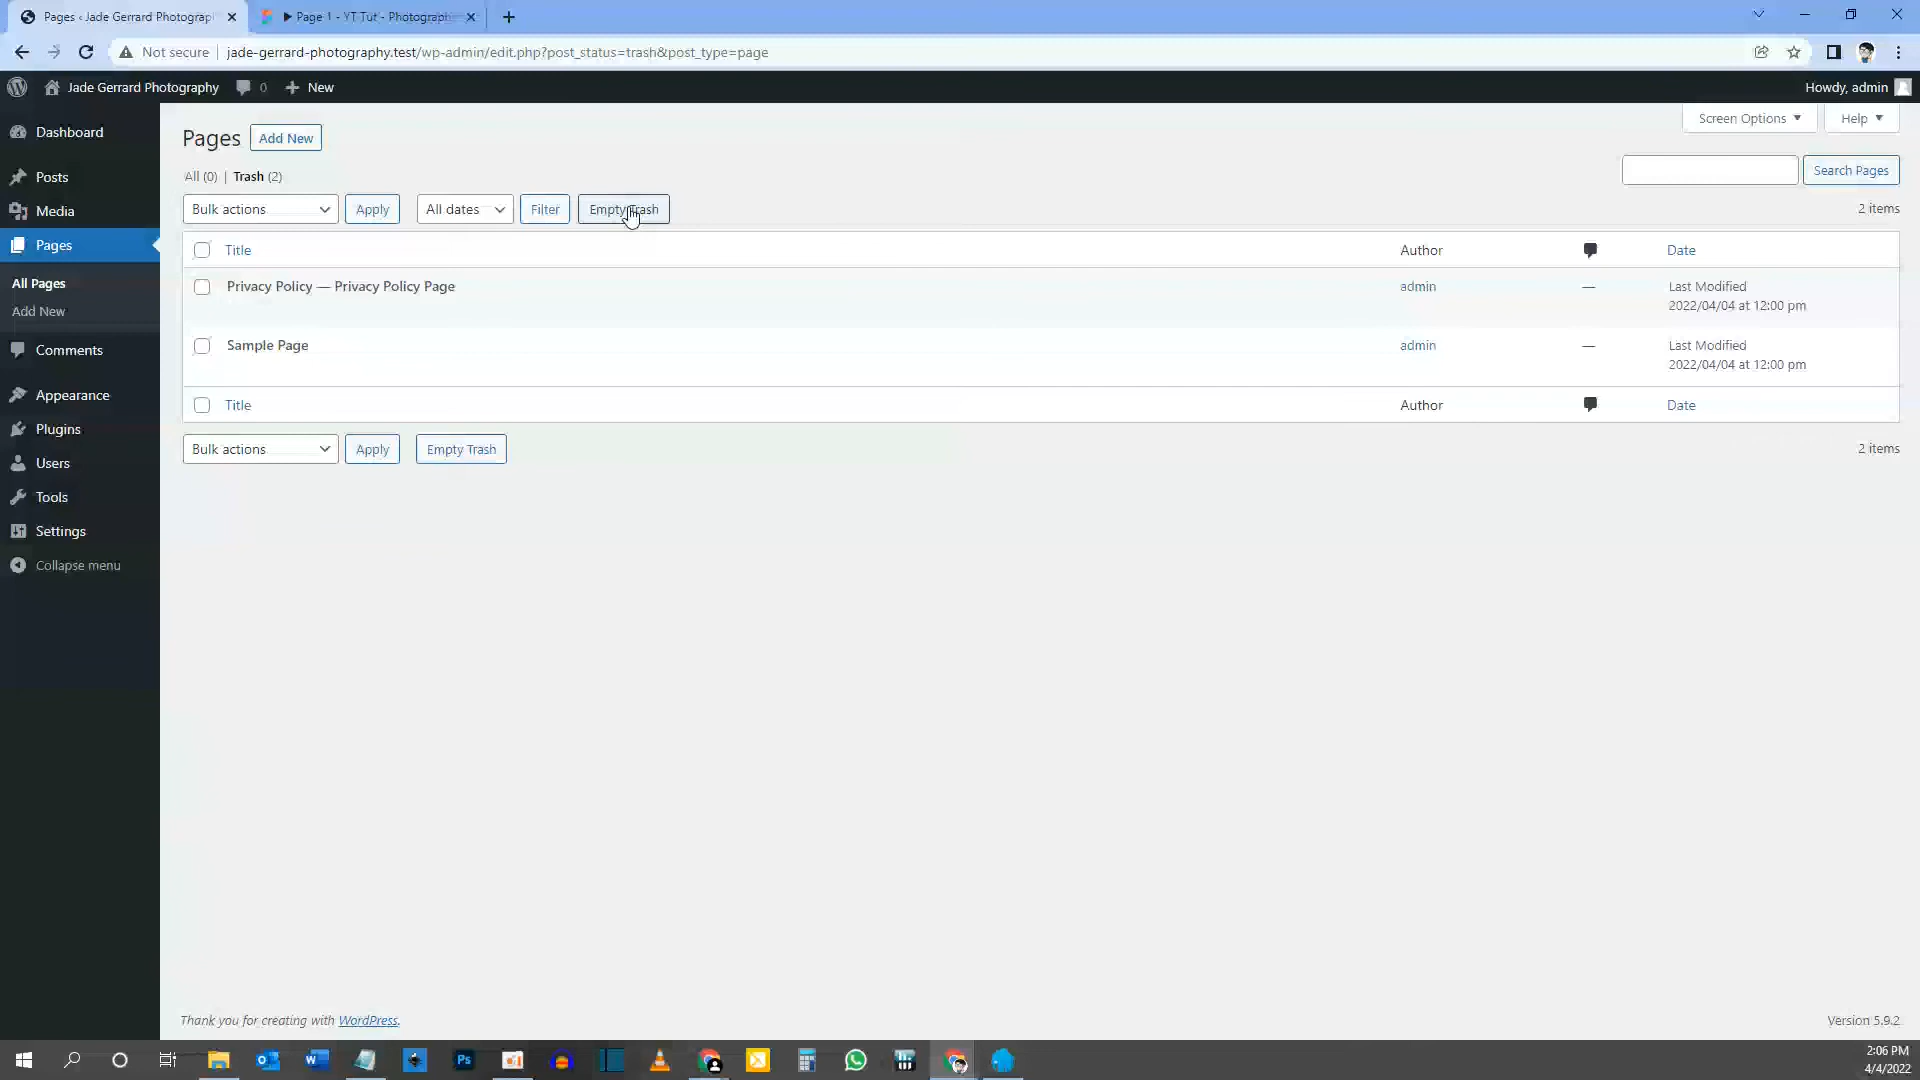 Pages ‹ Jade Gerrard Photograp
▶ Page 1 - YT Tut - Photograph
Not secure jade-gerrard-photography.test/wp-admin/edit.php?post_status=trash&post_type=page
Jade Gerrard Photography 0 New Howdy, admin
Screen Options Help
Dashboard
Posts
Media
Pages
All Pages
Add New
Comments
Appearance
Plugins
Users
Tools
Settings
Collapse menu
Pages Add New
All (0) | Trash (2)
Search Pages
Bulk actions Apply All dates Filter Empty Trash 2 items
Title Author Date
Privacy Policy — Privacy Policy Page admin — Last Modified
2022/04/04 at 12:00 pm
Sample Page admin — Last Modified
2022/04/04 at 12:00 pm
Title Author Date
Bulk actions Apply Empty Trash 2 items
Thank you for creating with WordPress. Version 5.9.2
2:06 PM
4/4/2022